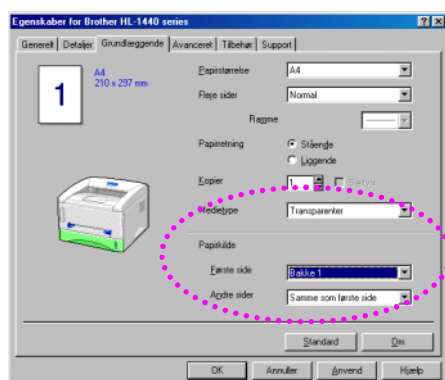 Egenskaber for Brother HL-1440 series
Generelt Detaljer Grundlæggende Avanceret Tilbehør Support
1
A4
210 x 297 mm
Papirstørrelse A4
Flere sider Normal
Ramme
Papirretning Stående
Liggende
Kopier 1 Sætvis
Medietype Transparenter
Papirkilde
Første side Bakke 1
Andre sider Samme som første side
Standard Om
OK Annuller Anvend Hjælp